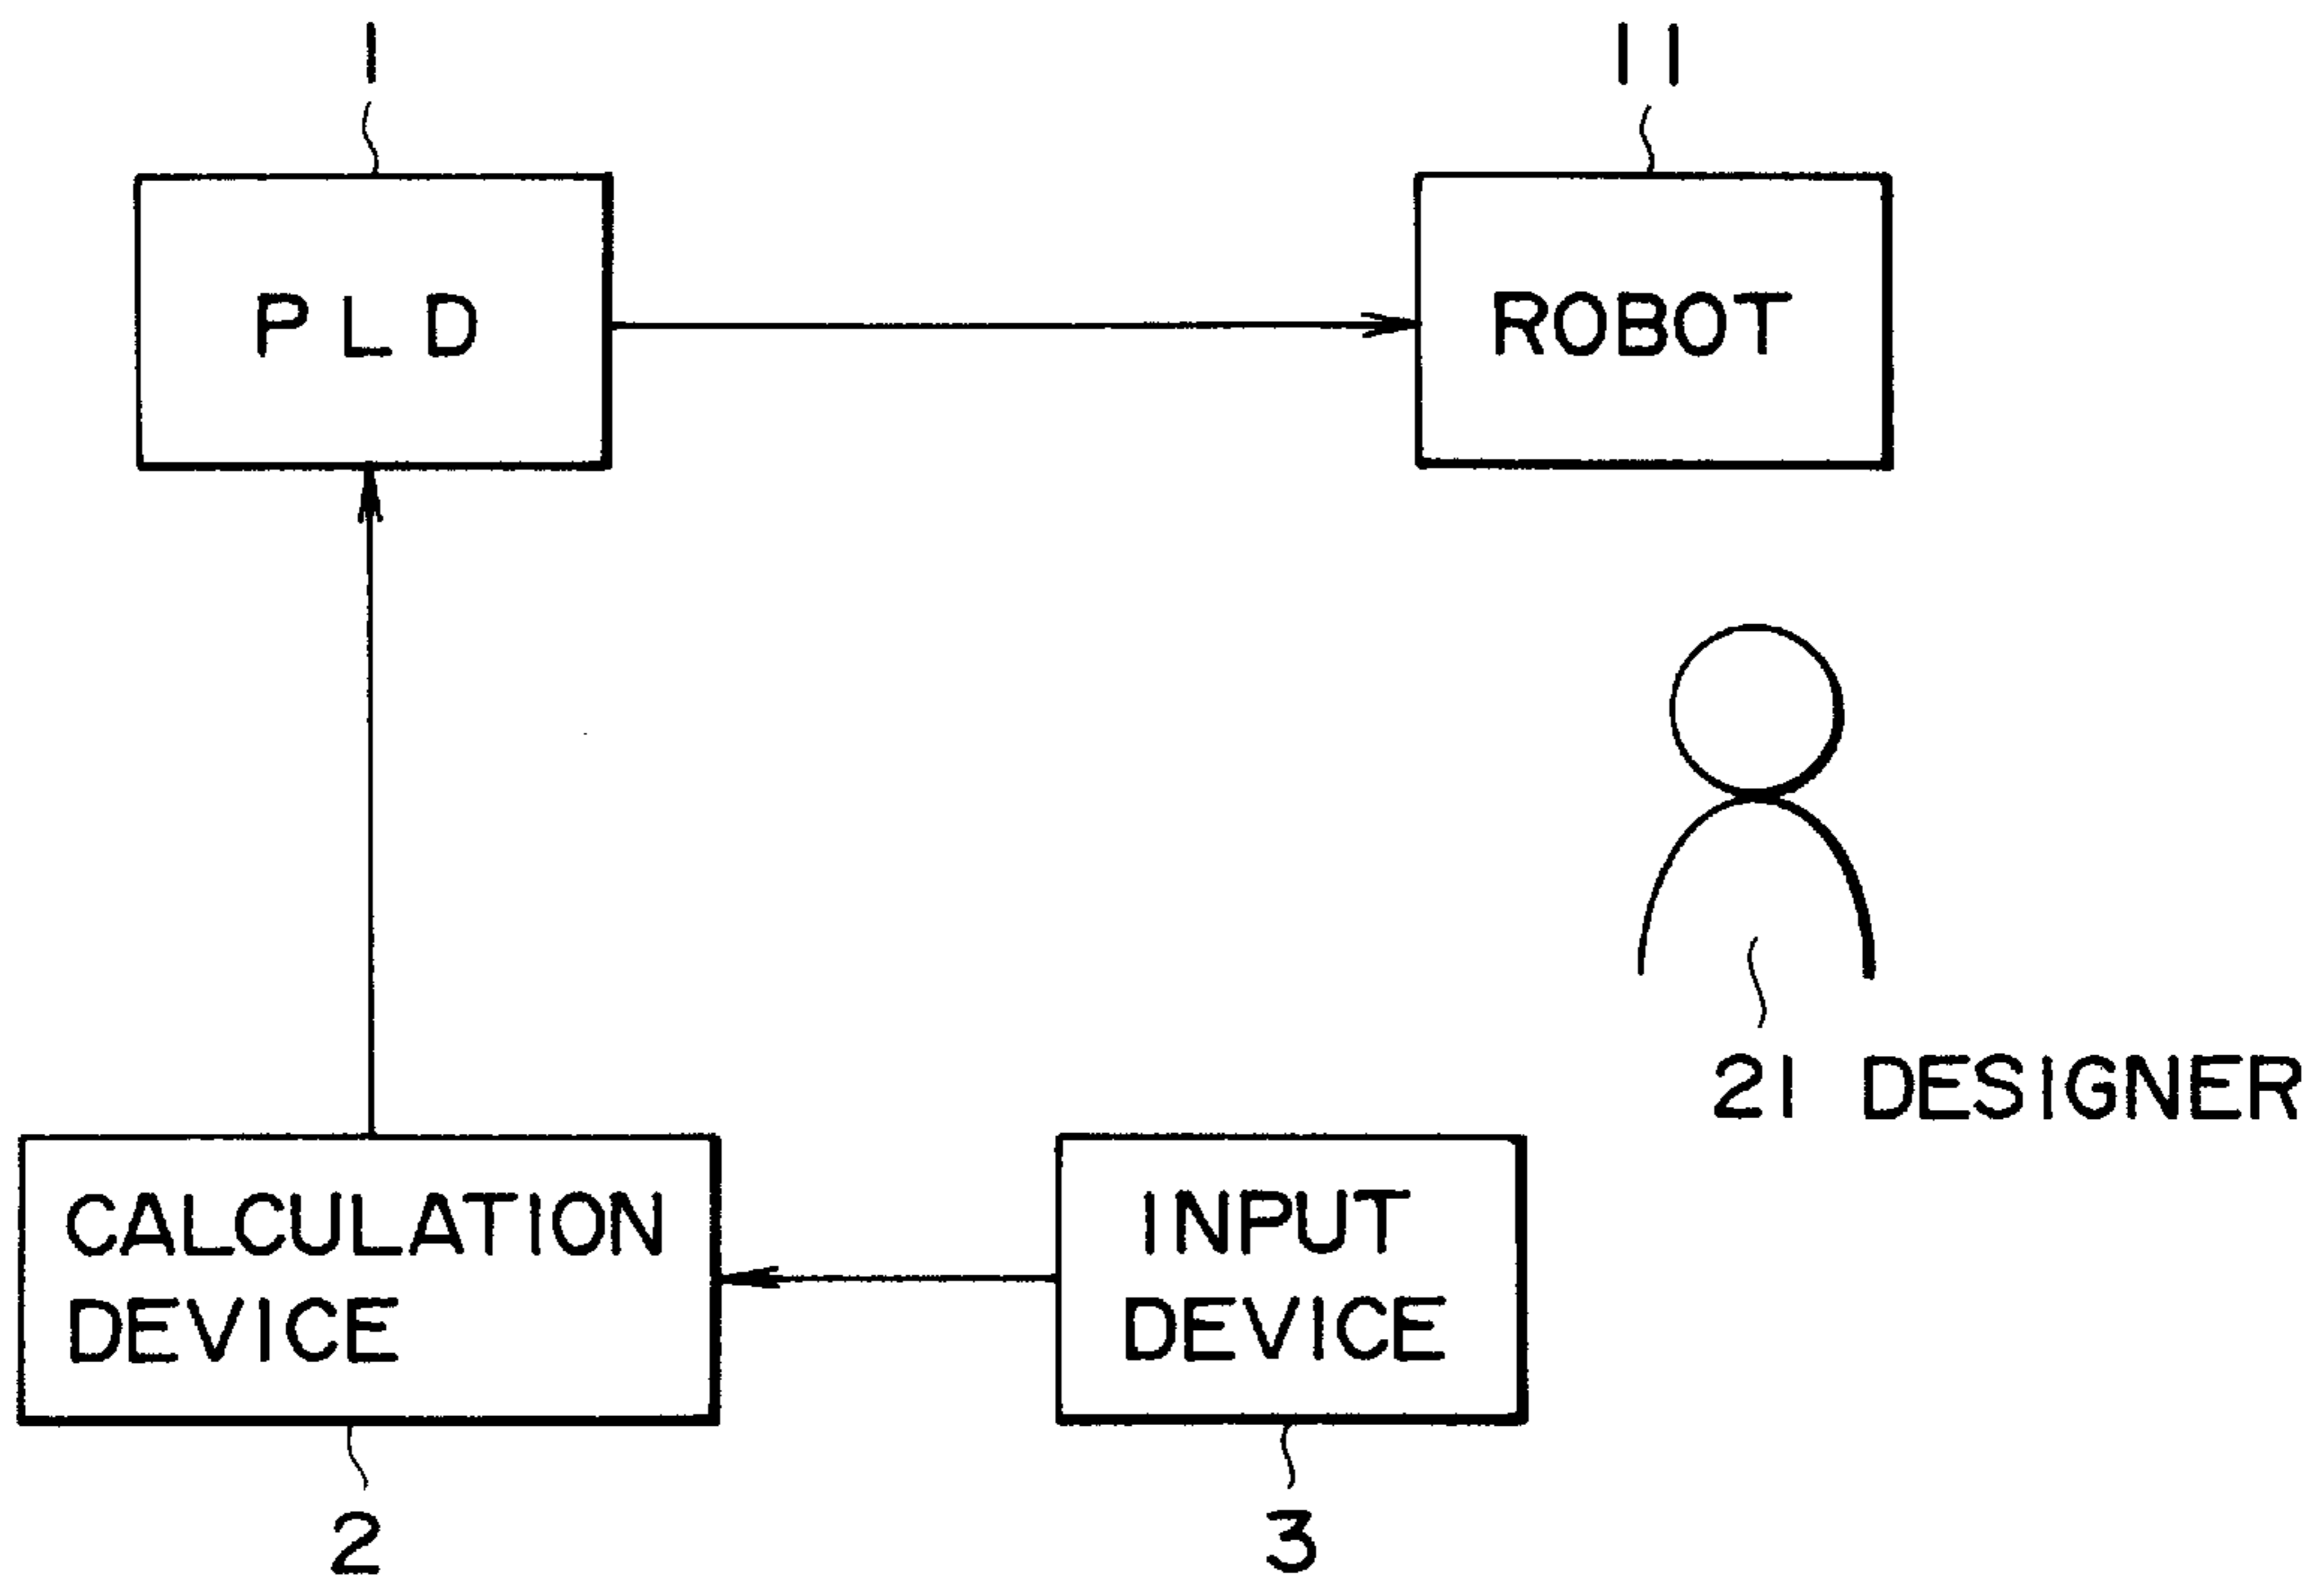 1
11
PLD
ROBOT
21 DESIGNER
CALCULATION
DEVICE
INPUT
DEVICE
2
3